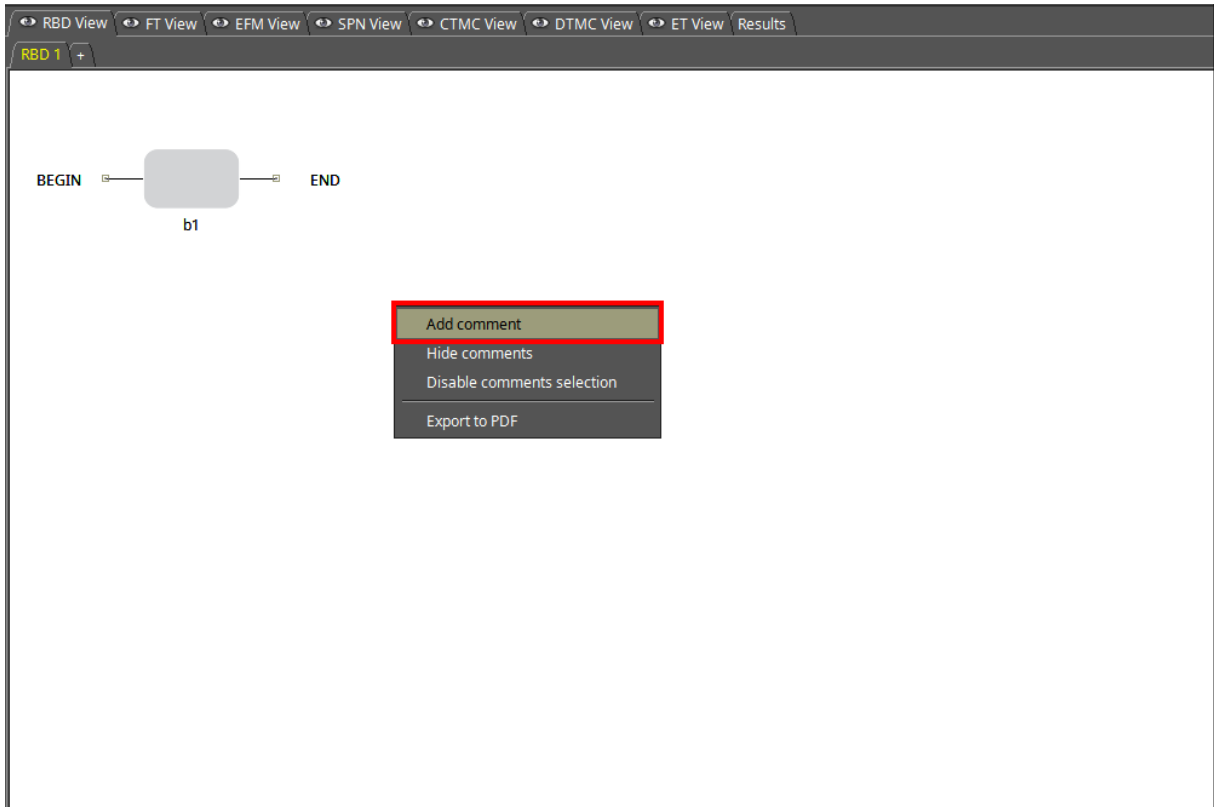 RBD View FT View EFM View SPN View CTMC View DTMC View ET View Results
RBD 1 +
BEGIN END
b1
Add comment
Hide comments
Disable comments selection
Export to PDF